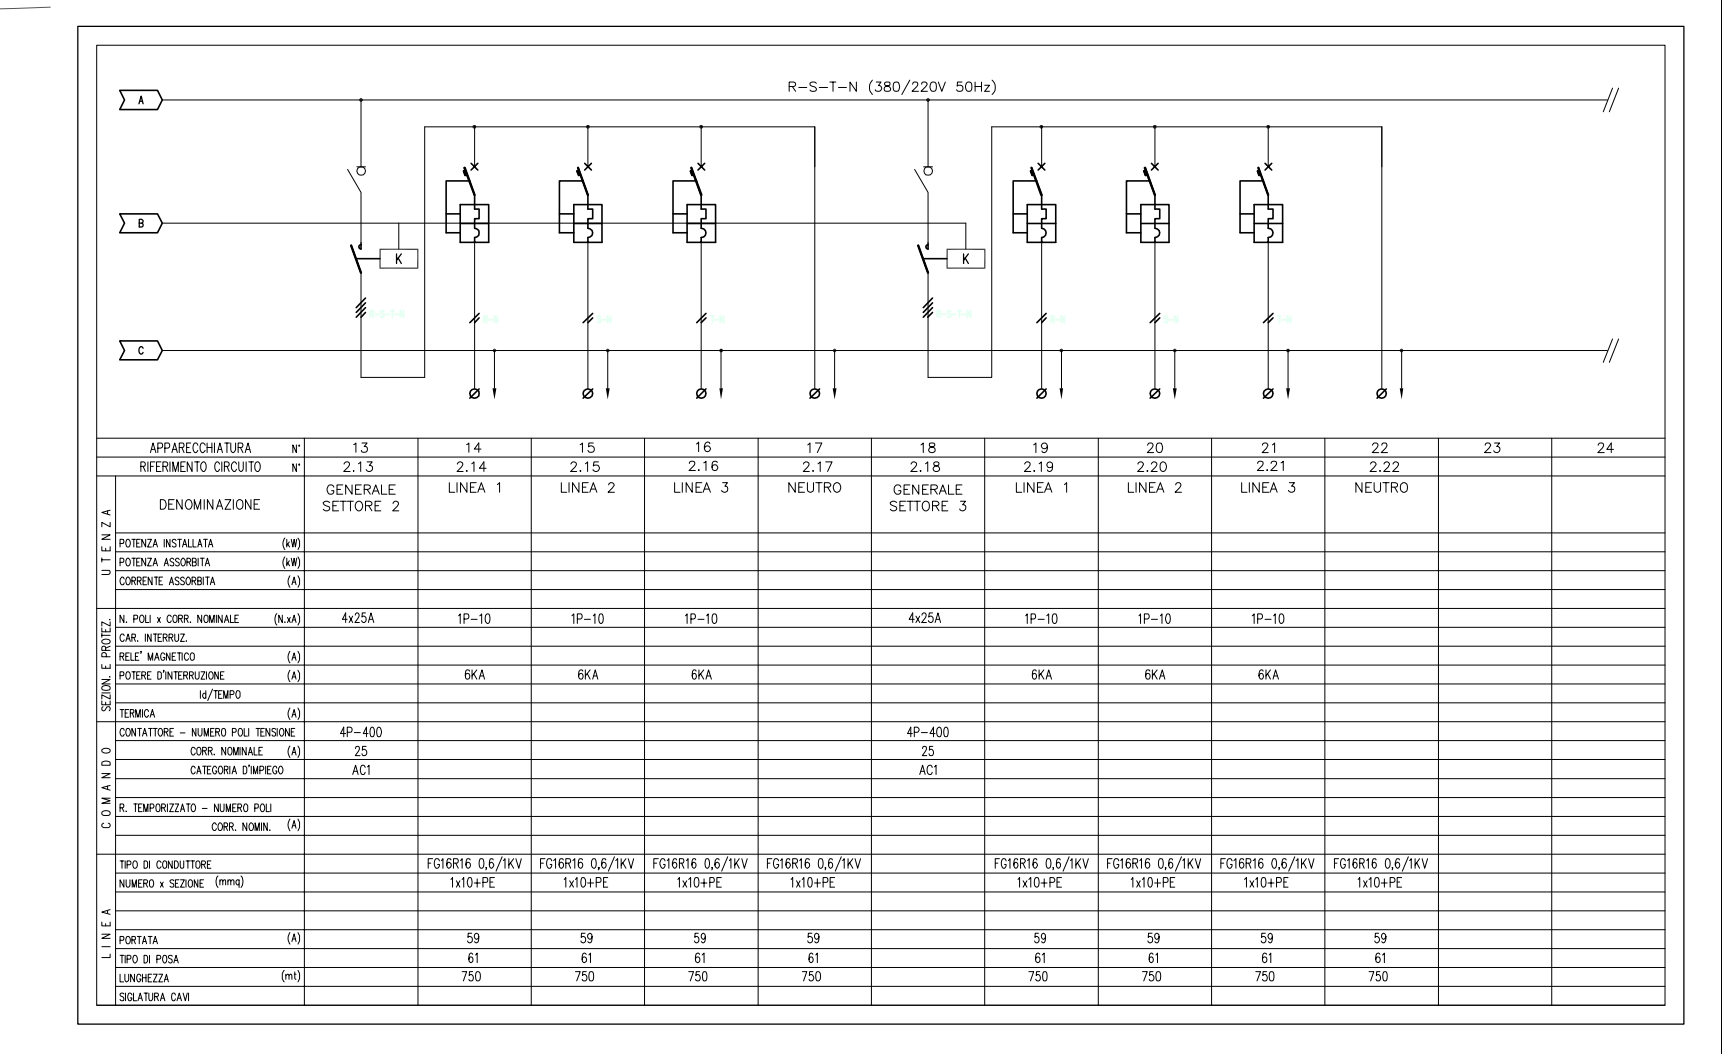 R-S-T-N (380/220V 50Hz)
A
B
K
K
R-S-T-N
R-S-T-N
C
APPARECCHIATURA N° 13 14 15 16 17 18 19 20 21 22 23 24
RIFERIMENTO CIRCUITO N° 2.13 2.14 2.15 2.16 2.17 2.18 2.19 2.20 2.21 2.22
UTENZA
DENOMINAZIONE GENERALE SETTORE 2 LINEA 1 LINEA 2 LINEA 3 NEUTRO GENERALE SETTORE 3 LINEA 1 LINEA 2 LINEA 3 NEUTRO
POTENZA INSTALLATA (kW)
POTENZA ASSORBITA (kW)
CORRENTE ASSORBITA (A)
SEZION. E PROTEZ.
N. POLI x CORR. NOMINALE (N.xA) 4x25A 1P-10 1P-10 1P-10 4x25A 1P-10 1P-10 1P-10
CAR. INTERRUZ.
RELE' MAGNETICO (A)
POTERE D'INTERRUZIONE (A) 6KA 6KA 6KA 6KA 6KA 6KA
Id/TEMPO
TERMICA (A)
COMANDO
CONTATTORE - NUMERO POLI TENSIONE 4P-400 4P-400
CORR. NOMINALE (A) 25 25
CATEGORIA D'IMPIEGO AC1 AC1
R. TEMPORIZZATO - NUMERO POLI
CORR. NOMIN. (A)
LINEA
TIPO DI CONDUTTORE FG16R16 0,6/1KV FG16R16 0,6/1KV FG16R16 0,6/1KV FG16R16 0,6/1KV FG16R16 0,6/1KV FG16R16 0,6/1KV FG16R16 0,6/1KV FG16R16 0,6/1KV
NUMERO x SEZIONE (mmq) 1x10+PE 1x10+PE 1x10+PE 1x10+PE 1x10+PE 1x10+PE 1x10+PE 1x10+PE
PORTATA (A) 59 59 59 59 59 59 59 59
TIPO DI POSA 61 61 61 61 61 61 61 61
LUNGHEZZA (mt) 750 750 750 750 750 750 750 750
SIGLATURA CAVI